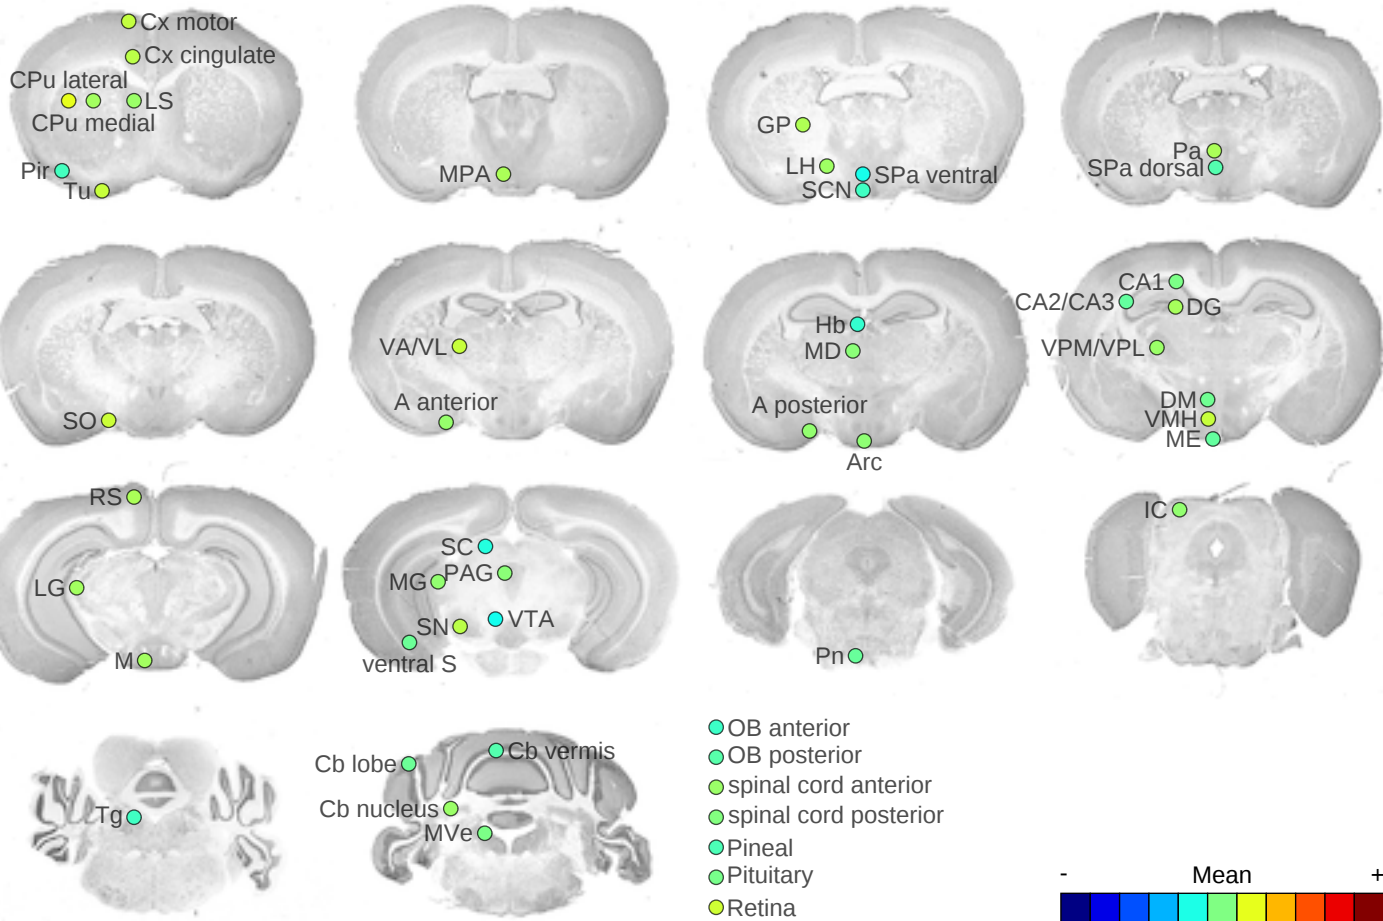 Cx motor
Cx cingulate
CPu lateral
LS
CPu medial
Pir
Tu
MPA
GP
LH
SPa ventral
SCN
Pa
SPa dorsal
SO
VA/VL
A anterior
Hb
MD
A posterior
Arc
CA1
CA2/CA3
DG
VPM/VPL
DM
VMH
ME
RS
LG
M
SC
PAG
MG
SN
VTA
ventral S
Pn
IC
Tg
Cb lobe
Cb vermis
Cb nucleus
MVe
OB anterior
OB posterior
spinal cord anterior
spinal cord posterior
Pineal
Pituitary
Retina
- Mean +